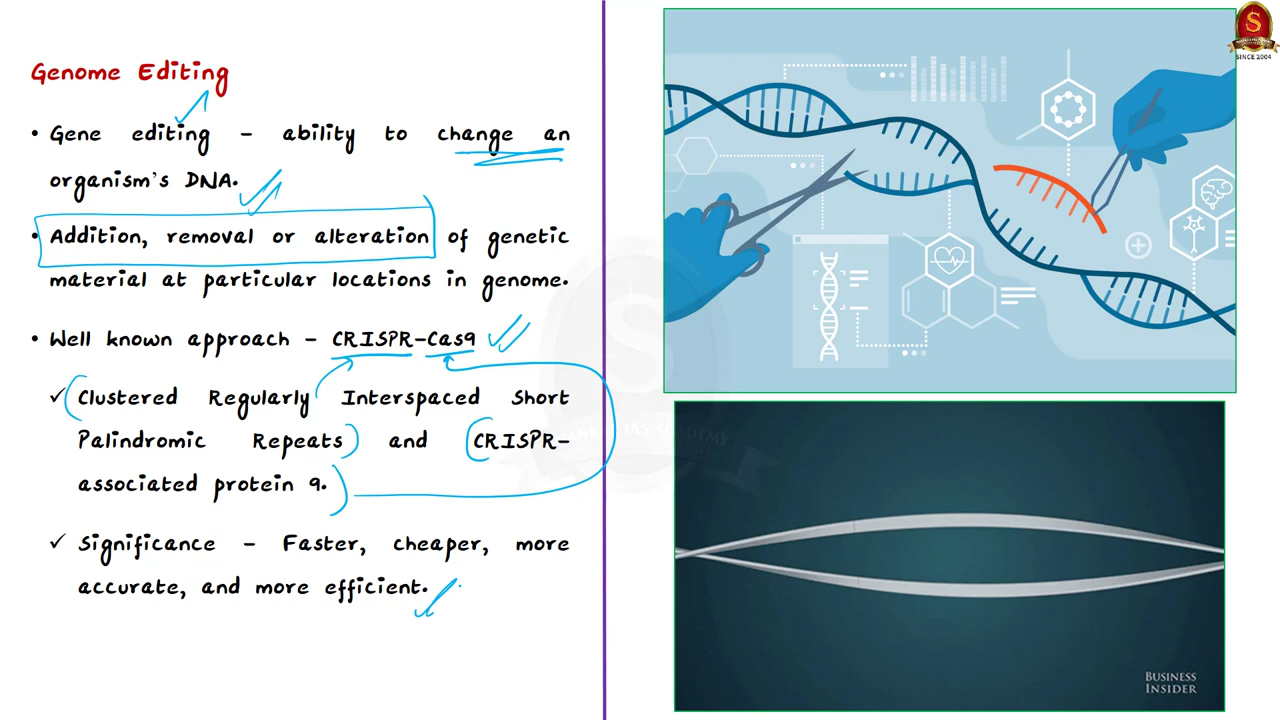 Genome Editing
• Gene editing – ability to change an
organism's DNA.
• Addition, removal or alteration of genetic
material at particular locations in genome.
• Well known approach – CRISPR-Cas9
✓ Clustered Regularly Interspaced Short
Palindromic Repeats and CRISPR-
associated protein 9.
✓ Significance – Faster, cheaper, more
accurate, and more efficient.
S
SINCE 2004
BUSINESS
INSIDER